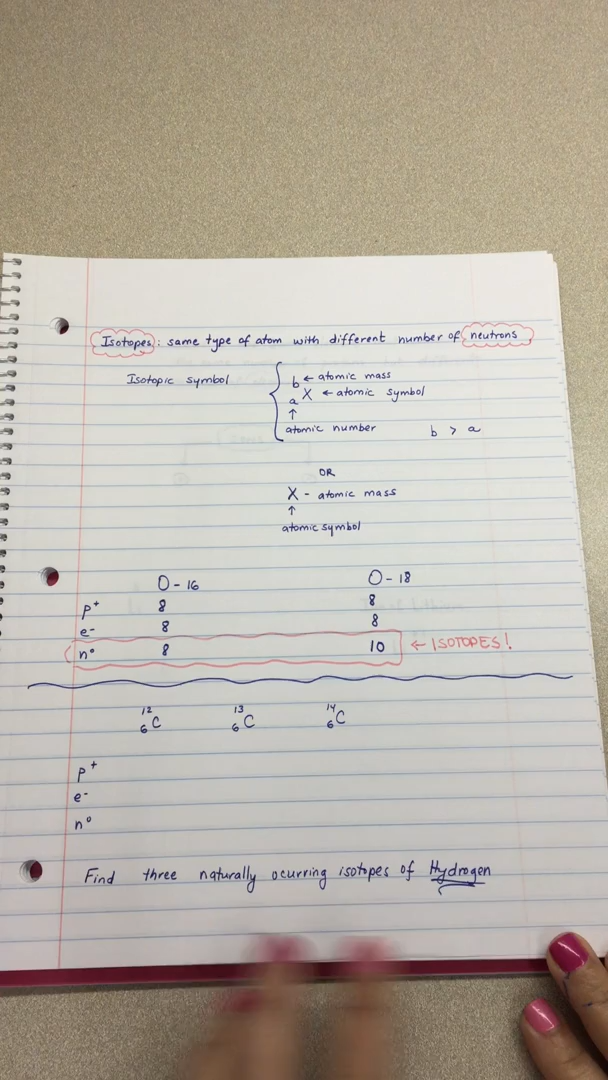 Isotopes: same type of atom with different number of neutrons
Isotopic symbol
b ← atomic mass
a X ← atomic symbol
↑
atomic number b > a
OR
X - atomic mass
↑
atomic symbol
O - 16 O - 18
p+ 8 8
e- 8 8
n° 8 10 ← ISOTOPES!
12 13 14
6 C 6 C 6 C
p+
e-
n°
Find three naturally ocurring isotopes of Hydrogen